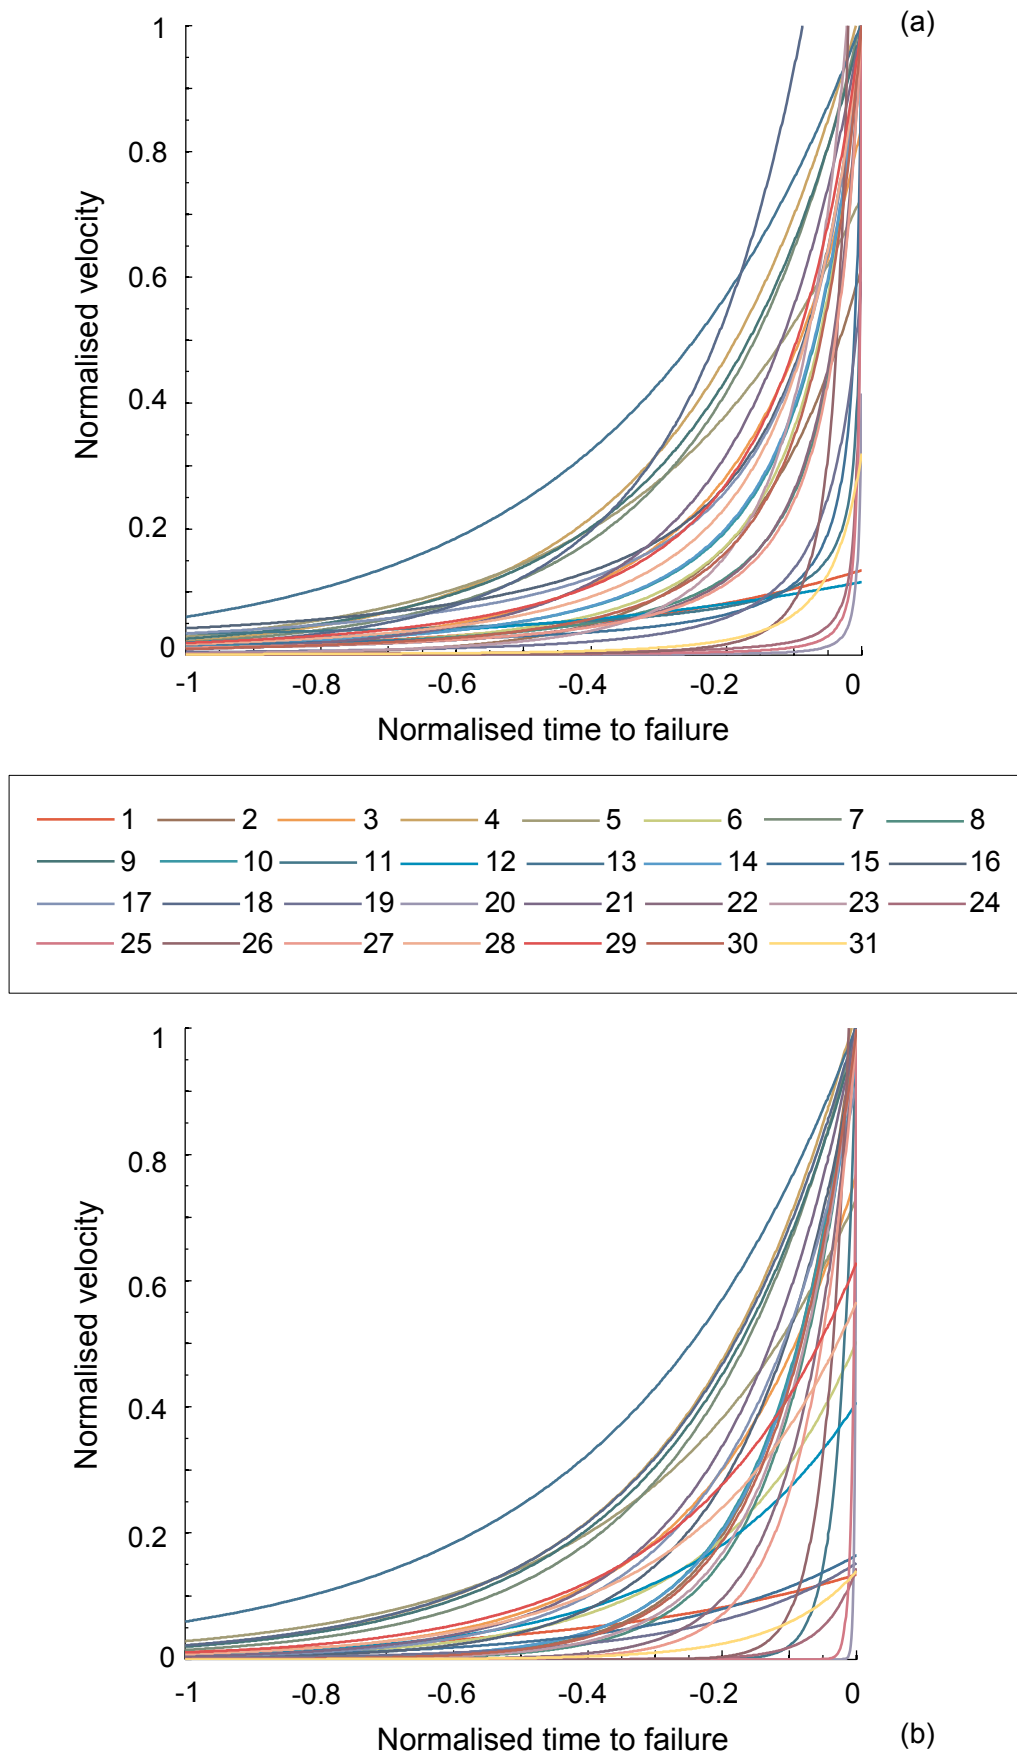 (a)
1
0.8
0.6
0.4
0.2
0
Normalised velocity
-1 -0.8 -0.6 -0.4 -0.2 0
Normalised time to failure
1 2 3 4 5 6 7 8
9 10 11 12 13 14 15 16
17 18 19 20 21 22 23 24
25 26 27 28 29 30 31
1
0.8
0.6
0.4
0.2
0
Normalised velocity
-1 -0.8 -0.6 -0.4 -0.2 0
Normalised time to failure
(b)